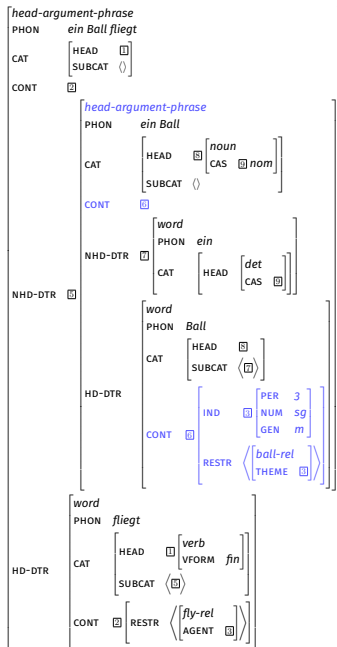 head-argument-phrase
PHON ein Ball fliegt
CAT HEAD 1
SUBCAT ⟨⟩
CONT 2
NHD-DTR 5 head-argument-phrase
PHON ein Ball
CAT HEAD 8 noun
CAS 9 nom
SUBCAT ⟨⟩
CONT 6
NHD-DTR 7 word
PHON ein
CAT HEAD det
CAS 9
HD-DTR word
PHON Ball
CAT HEAD 8
SUBCAT ⟨7⟩
CONT 6 IND 3 PER 3
NUM sg
GEN m
RESTR ⟨ball-rel
THEME 3⟩
HD-DTR word
PHON fliegt
CAT HEAD 1 verb
VFORM fin
SUBCAT ⟨5⟩
CONT 2 RESTR ⟨fly-rel
AGENT 3⟩